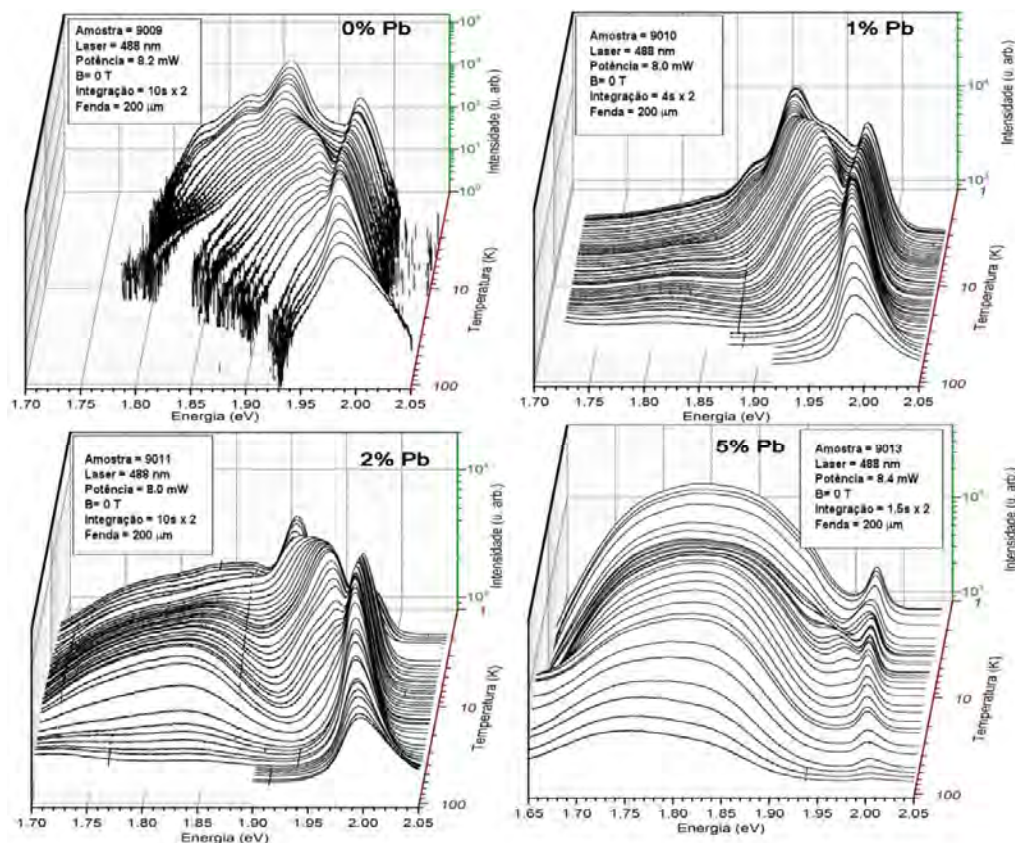 0% Pb
Amostra = 9009
Laser = 488 nm
Potência = 8.2 mW
B= 0 T
Integração = 10s x 2
Fenda = 200 µm
Intensidade (u. arb.)
10⁰
Temperatura (K)
10
100
1.70 1.75 1.80 1.85 1.90 1.95 2.00 2.05
Energia (eV)
1% Pb
Amostra = 9010
Laser = 488 nm
Potência = 8.0 mW
B= 0 T
Integração = 4s x 2
Fenda = 200 µm
Intensidade (u. arb.)
1
Temperatura (K)
10
100
1.70 1.75 1.80 1.85 1.90 1.95 2.00 2.05
Energia (eV)
2% Pb
Amostra = 9011
Laser = 488 nm
Potência = 8.0 mW
B= 0 T
Integração = 10s x 2
Fenda = 200 µm
Intensidade (u. arb.)
Temperatura (K)
10
100
1.70 1.75 1.80 1.85 1.90 1.95 2.00 2.05
Energia (eV)
5% Pb
Amostra = 9013
Laser = 488 nm
Potência = 8.4 mW
B= 0 T
Integração = 1.5s x 2
Fenda = 200 µm
Intensidade (u. arb.)
1
Temperatura (K)
10
100
1.65 1.70 1.75 1.80 1.85 1.90 1.95 2.00 2.05
Energia (eV)